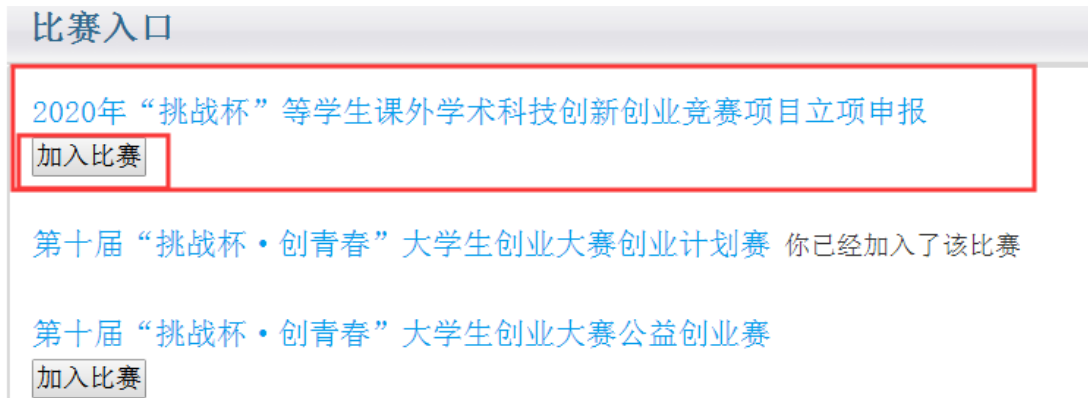 比赛入口
2020年“挑战杯”等学生课外学术科技创新创业竞赛项目立项申报
加入比赛
第十届“挑战杯·创青春”大学生创业大赛创业计划赛 你已经加入了该比赛
第十届“挑战杯·创青春”大学生创业大赛公益创业赛
加入比赛